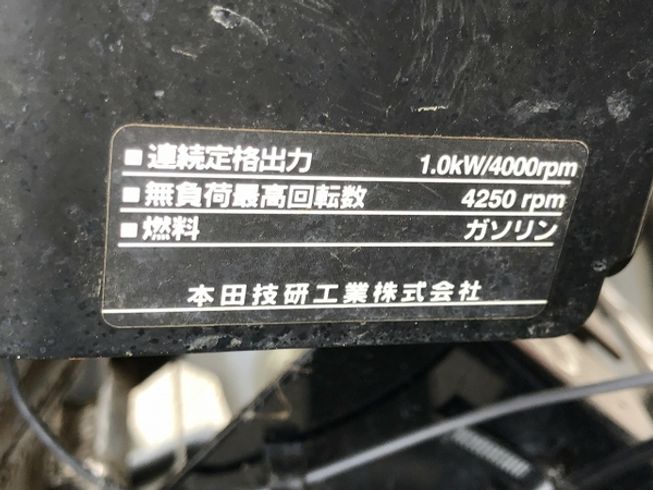 ■連続定格出力 1.0kW/4000rpm
■無負荷最高回転数 4250 rpm
■燃料 ガソリン
本田技研工業株式会社